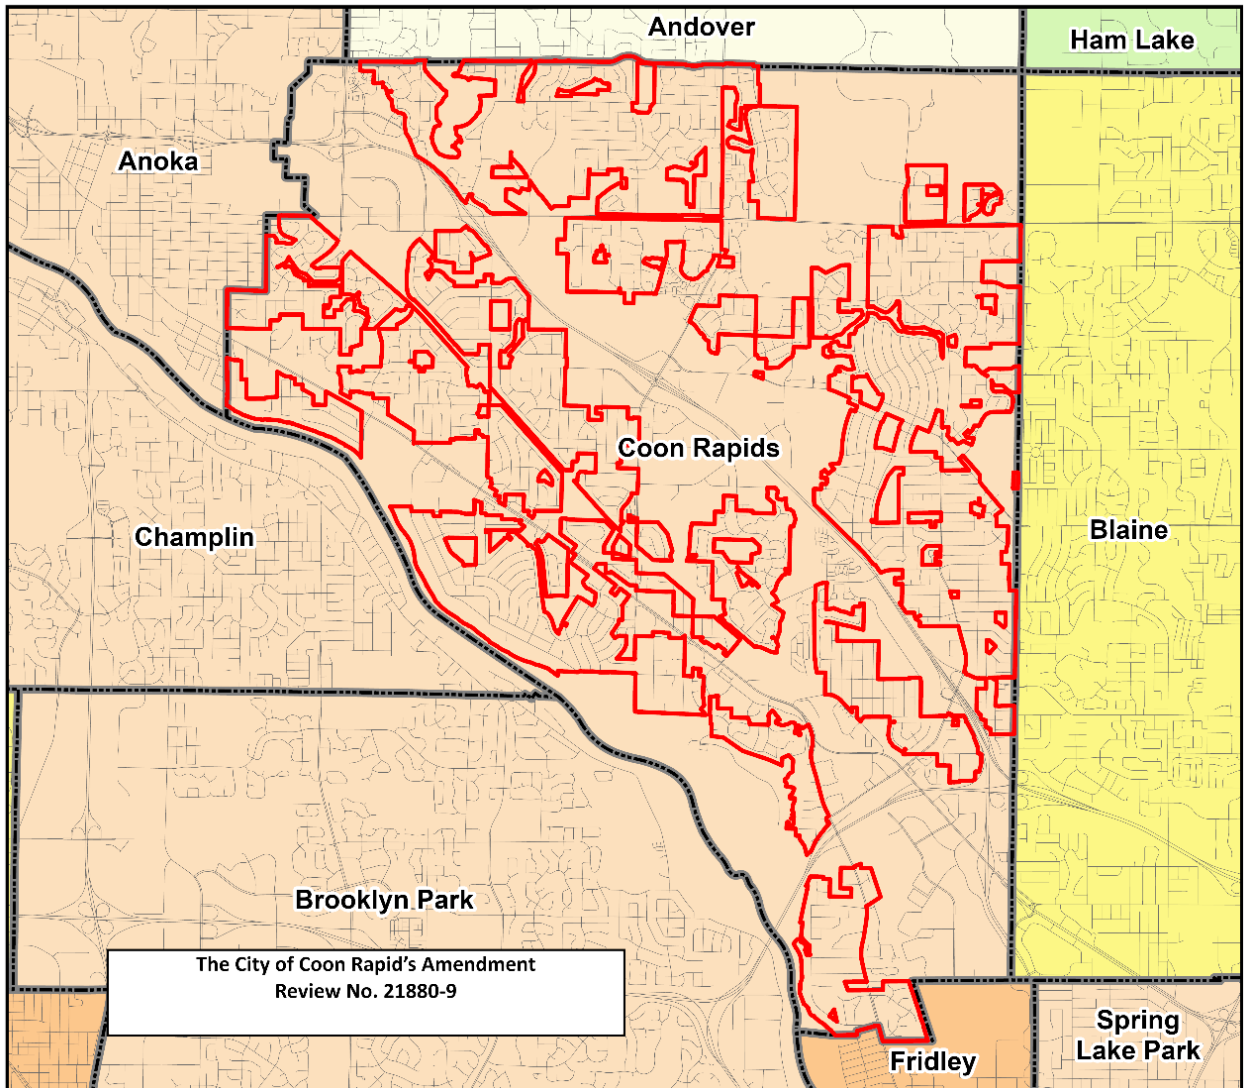 Andover
Ham Lake
Anoka
Coon Rapids
Champlin
Blaine
Brooklyn Park
The City of Coon Rapid’s Amendment
Review No. 21880-9
Spring
Lake Park
Fridley